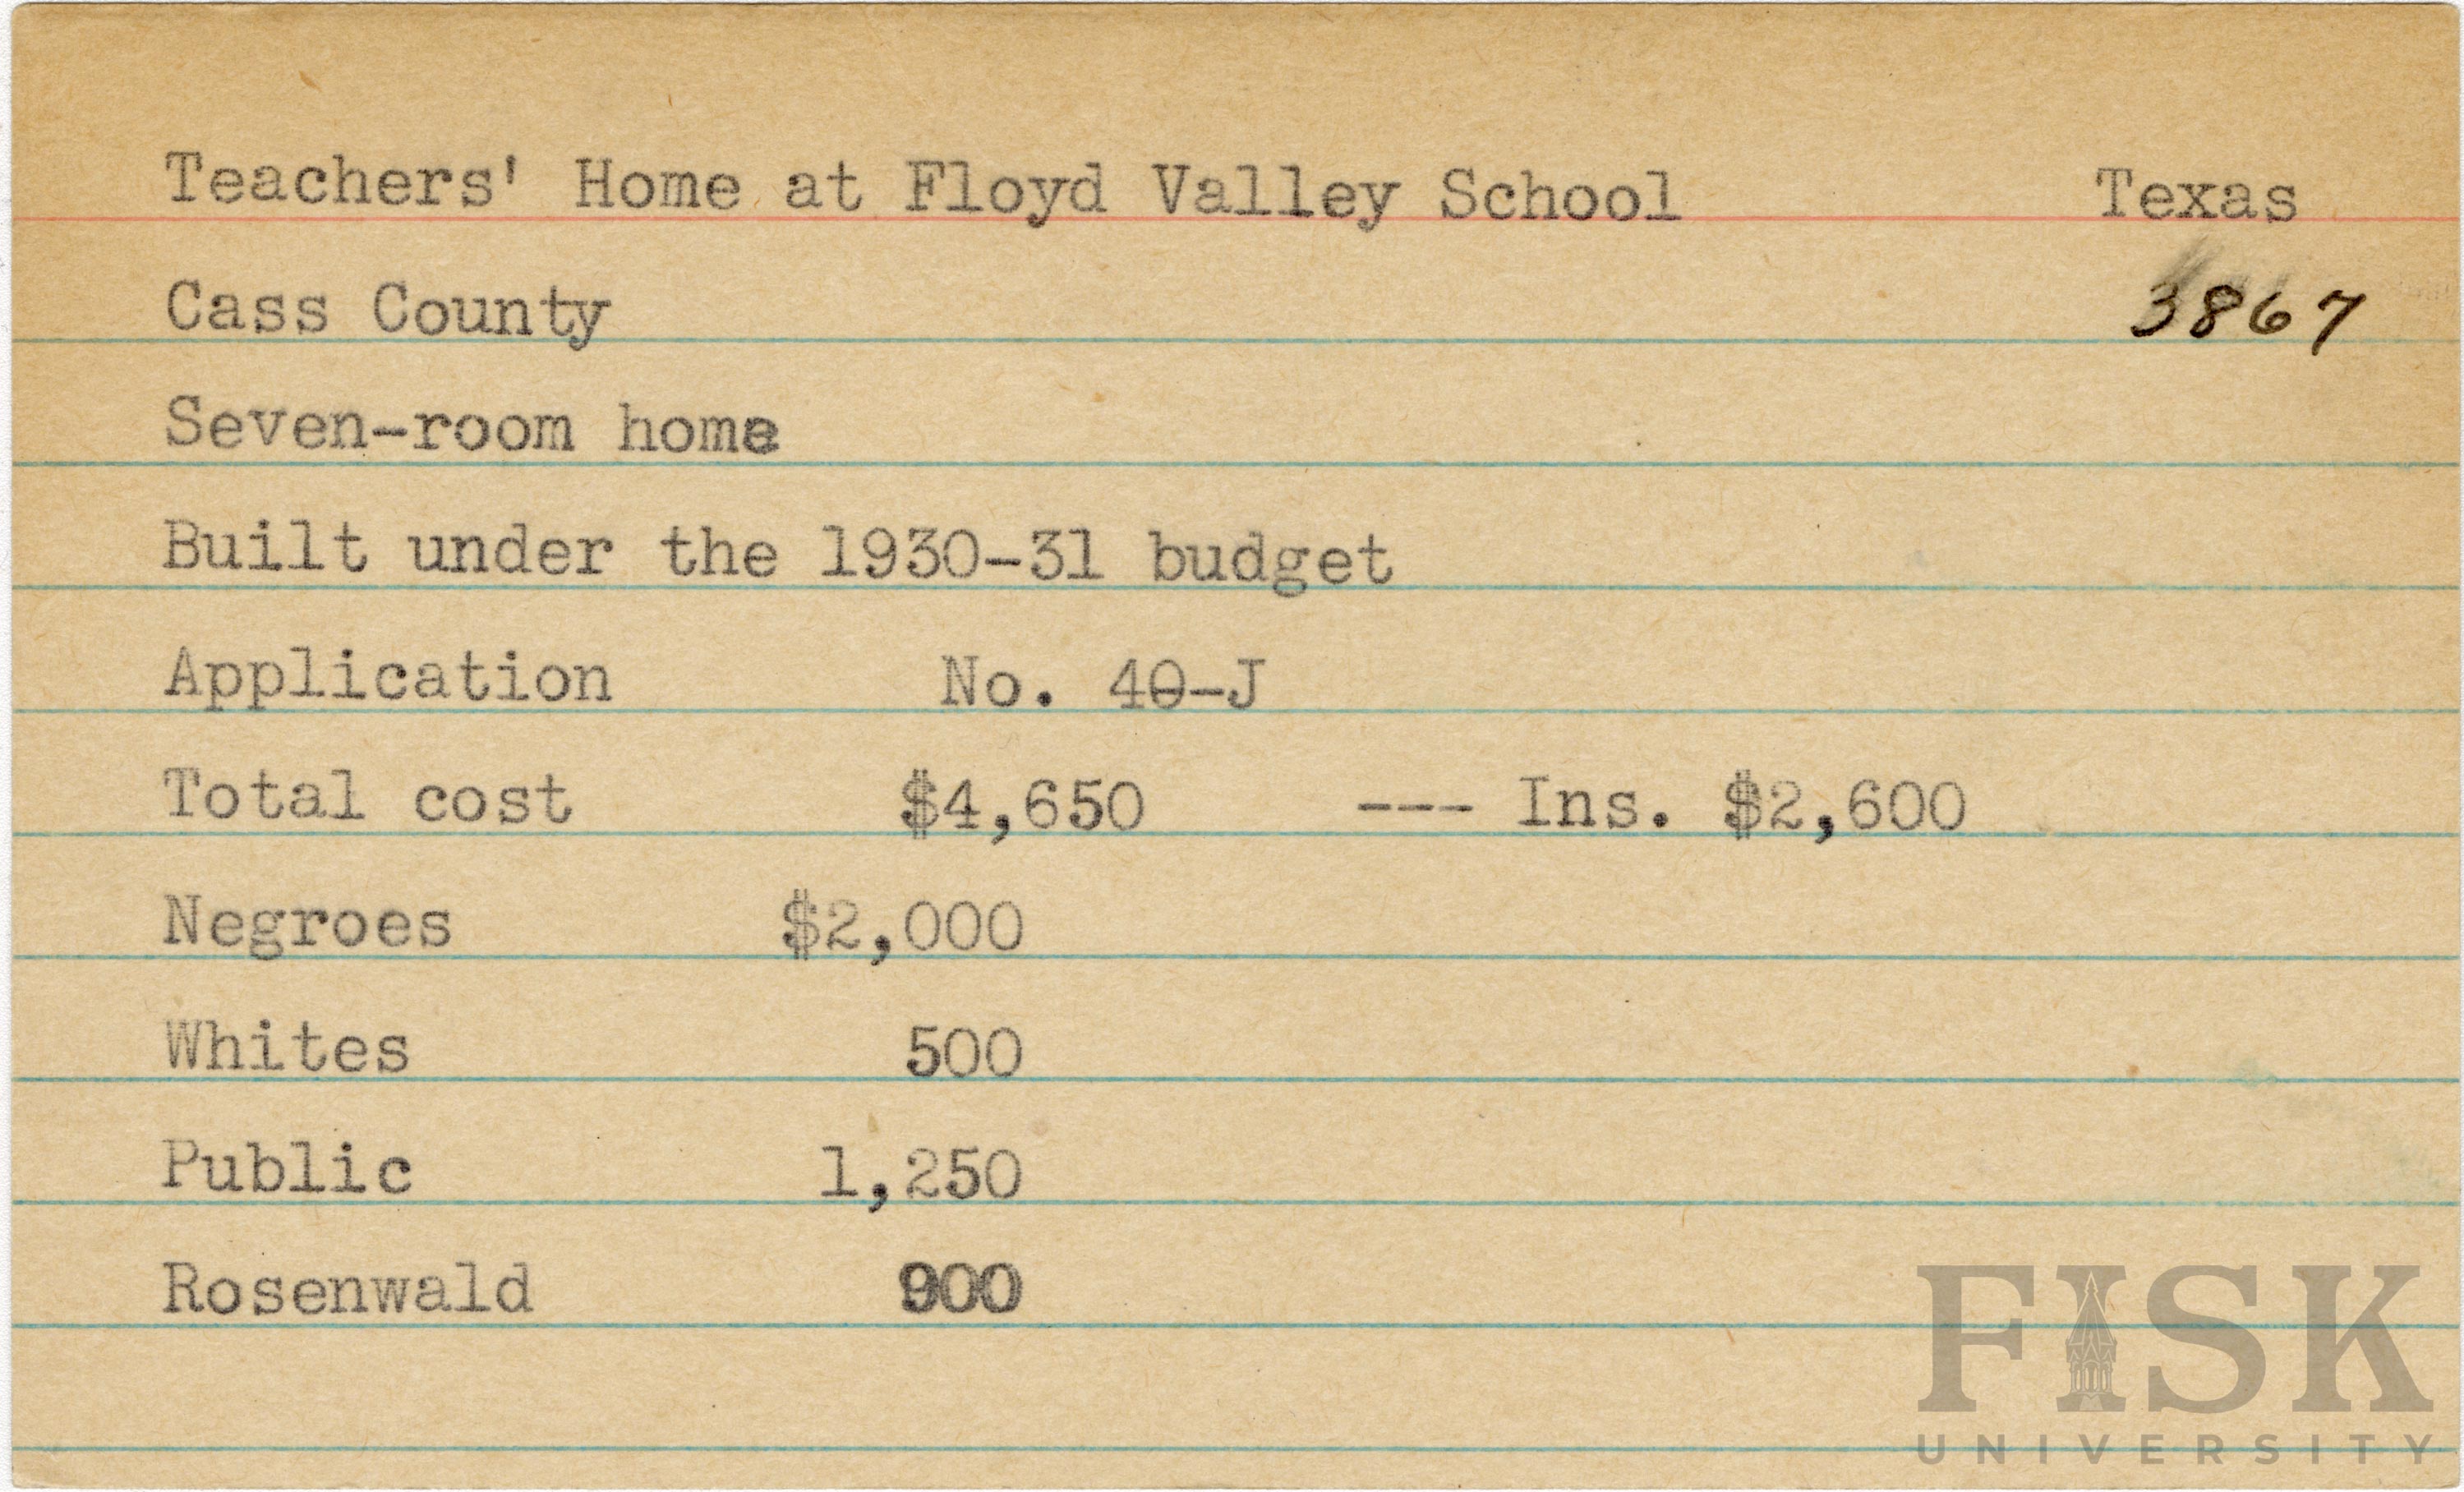 Teachers' Home at Floyd Valley School Texas
Cass County 3867
Seven-room home
Built under the 1930-31 budget
Application No. 40-J
Total cost $4,650 --- Ins. $2,600
Negroes $2,000
Whites 500
Public 1,250
Rosenwald 900
FISK
UNIVERSITY